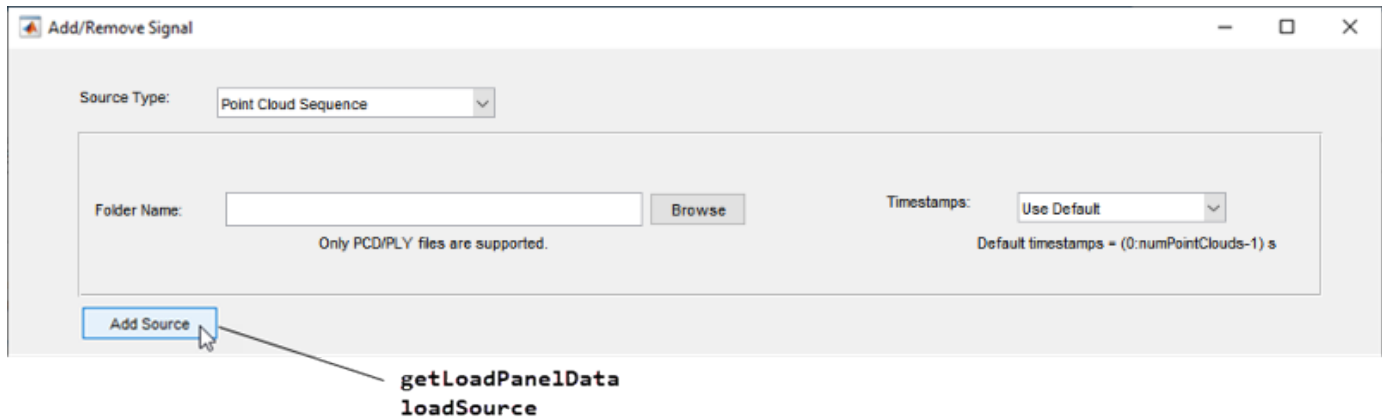 Add/Remove Signal
Source Type: Point Cloud Sequence
Folder Name: Browse Timestamps: Use Default
Only PCD/PLY files are supported. Default timestamps = (0:numPointClouds-1) s
Add Source
getLoadPanelData
loadSource